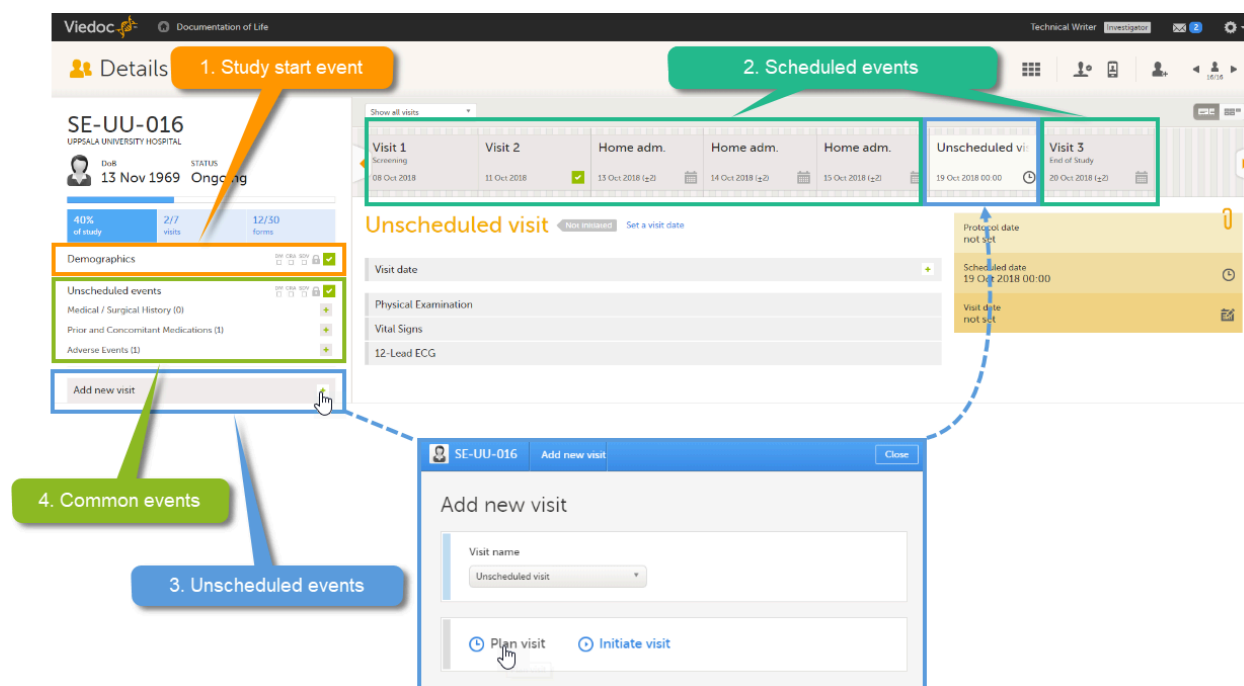 Viedoc Documentation of Life Technical Writer Investigator 2
Details
1. Study start event
2. Scheduled events
16/16
SE-UU-016
UPPSALA UNIVERSITY HOSPITAL
DoB STATUS
13 Nov 1969 Ongoing
40% 2/7 12/30
of study visits forms
Demographics
Unscheduled events
Medical / Surgical History (0)
Prior and Concomitant Medications (1)
Adverse Events (1)
Add new visit
Show all visits
Visit 1 Visit 2 Home adm. Home adm. Home adm. Unscheduled vi Visit 3
Screening End of Study
08 Oct 2018 11 Oct 2018 13 Oct 2018 (±2) 14 Oct 2018 (±2) 15 Oct 2018 (±2) 19 Oct 2018 00:00 20 Oct 2018 (±2)
Unscheduled visit Not initiated Set a visit date
Visit date
Physical Examination
Vital Signs
12-Lead ECG
Protocol date
not set
Scheduled date
19 Oct 2018 00:00
Visit date
not set
4. Common events
3. Unscheduled events
SE-UU-016 Add new visit Close
Add new visit
Visit name
Unscheduled visit
Plan visit Initiate visit